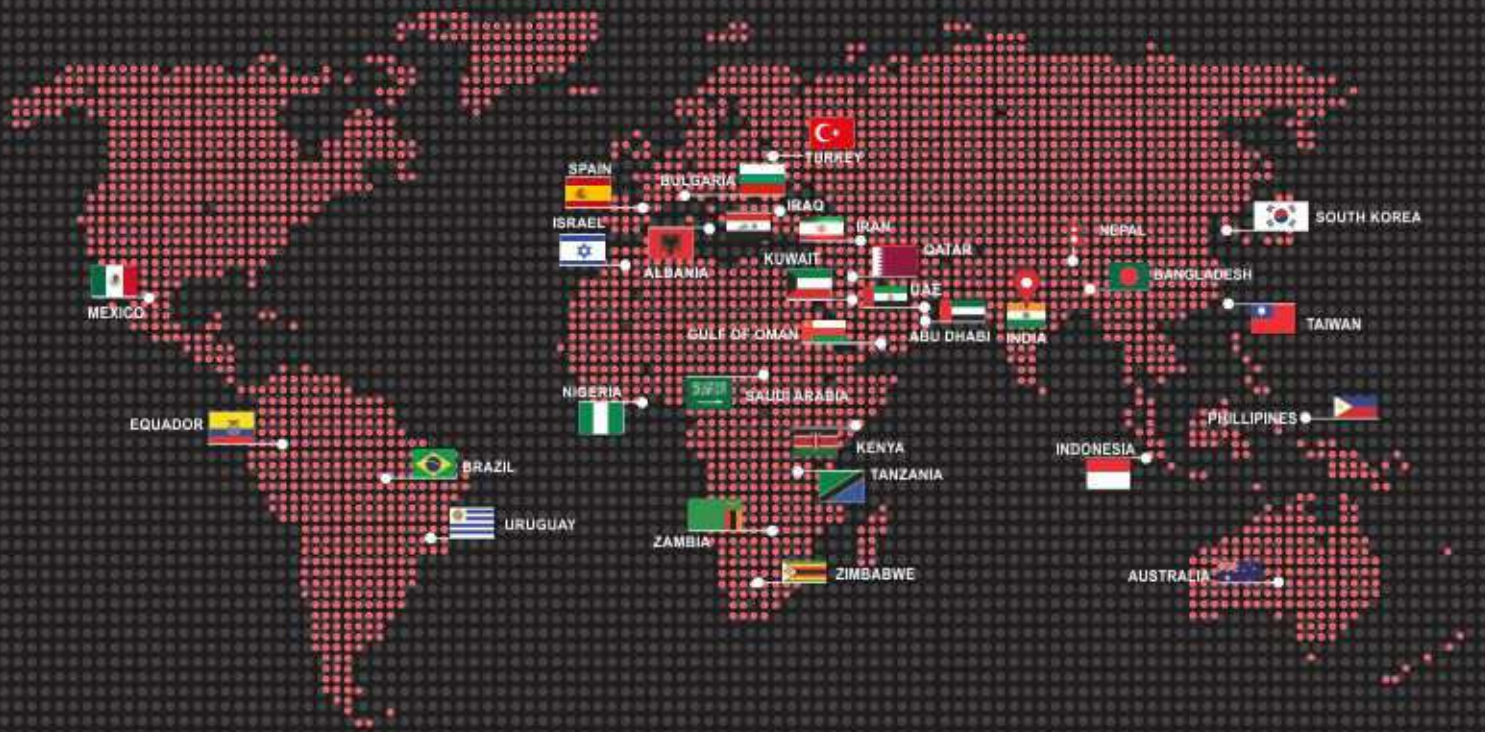 TURKEY
SPAIN
BULGARIA
IRAQ
ISRAEL
ALBANIA
IRAN
KUWAIT
QATAR
NEPAL
SOUTH KOREA
BANGLADESH
MEXICO
UAE
GULF OF OMAN
ABU DHABI
INDIA
TAIWAN
NIGERIA
SAUDI ARABIA
EQUADOR
PHILLIPINES
KENYA
INDONESIA
BRAZIL
TANZANIA
URUGUAY
ZAMBIA
ZIMBABWE
AUSTRALIA